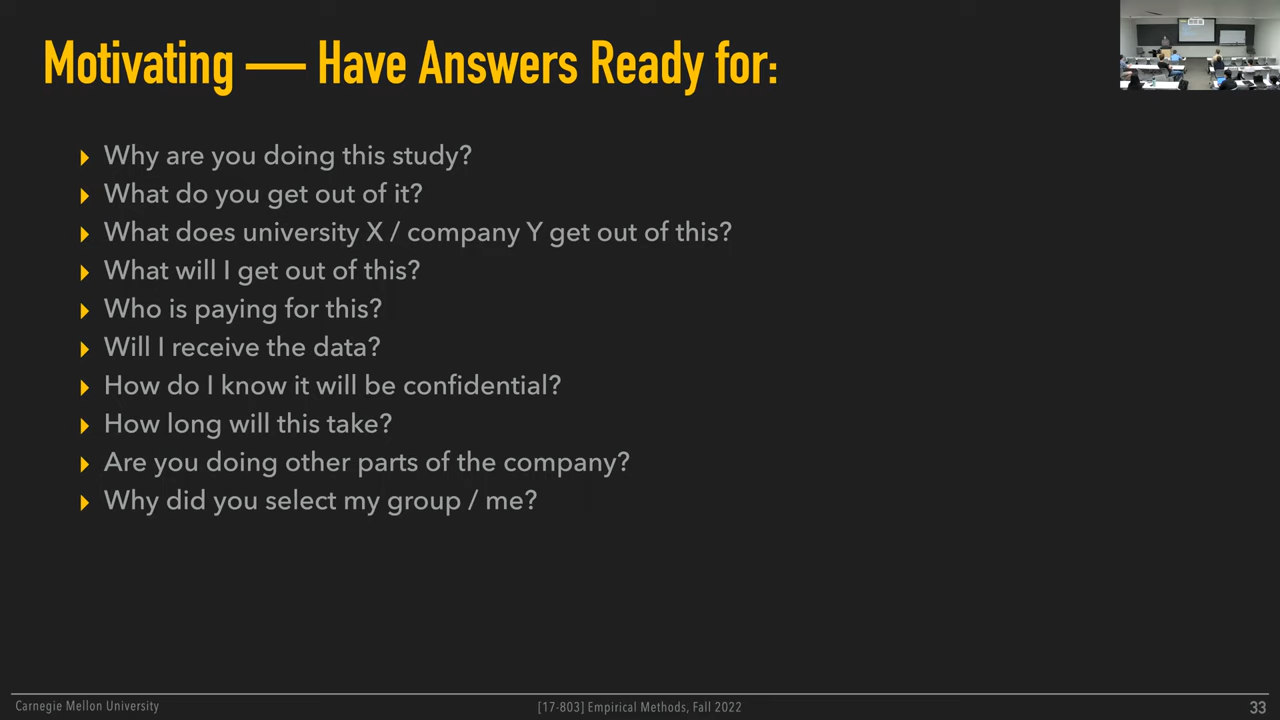 Motivating — Have Answers Ready for:
Why are you doing this study?
What do you get out of it?
What does university X / company Y get out of this?
What will I get out of this?
Who is paying for this?
Will I receive the data?
How do I know it will be confidential?
How long will this take?
Are you doing other parts of the company?
Why did you select my group / me?
Carnegie Mellon University
[17-803] Empirical Methods, Fall 2022
33